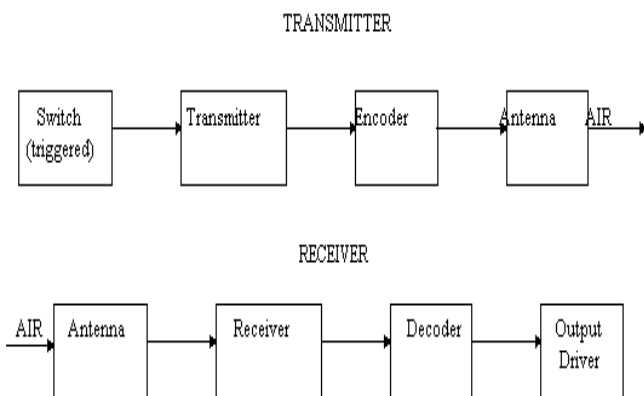 TRANSMITTER
Switch
(triggered)
Transmitter
Encoder
Antenna
AIR
RECEIVER
AIR
Antenna
Receiver
Decoder
Output
Driver